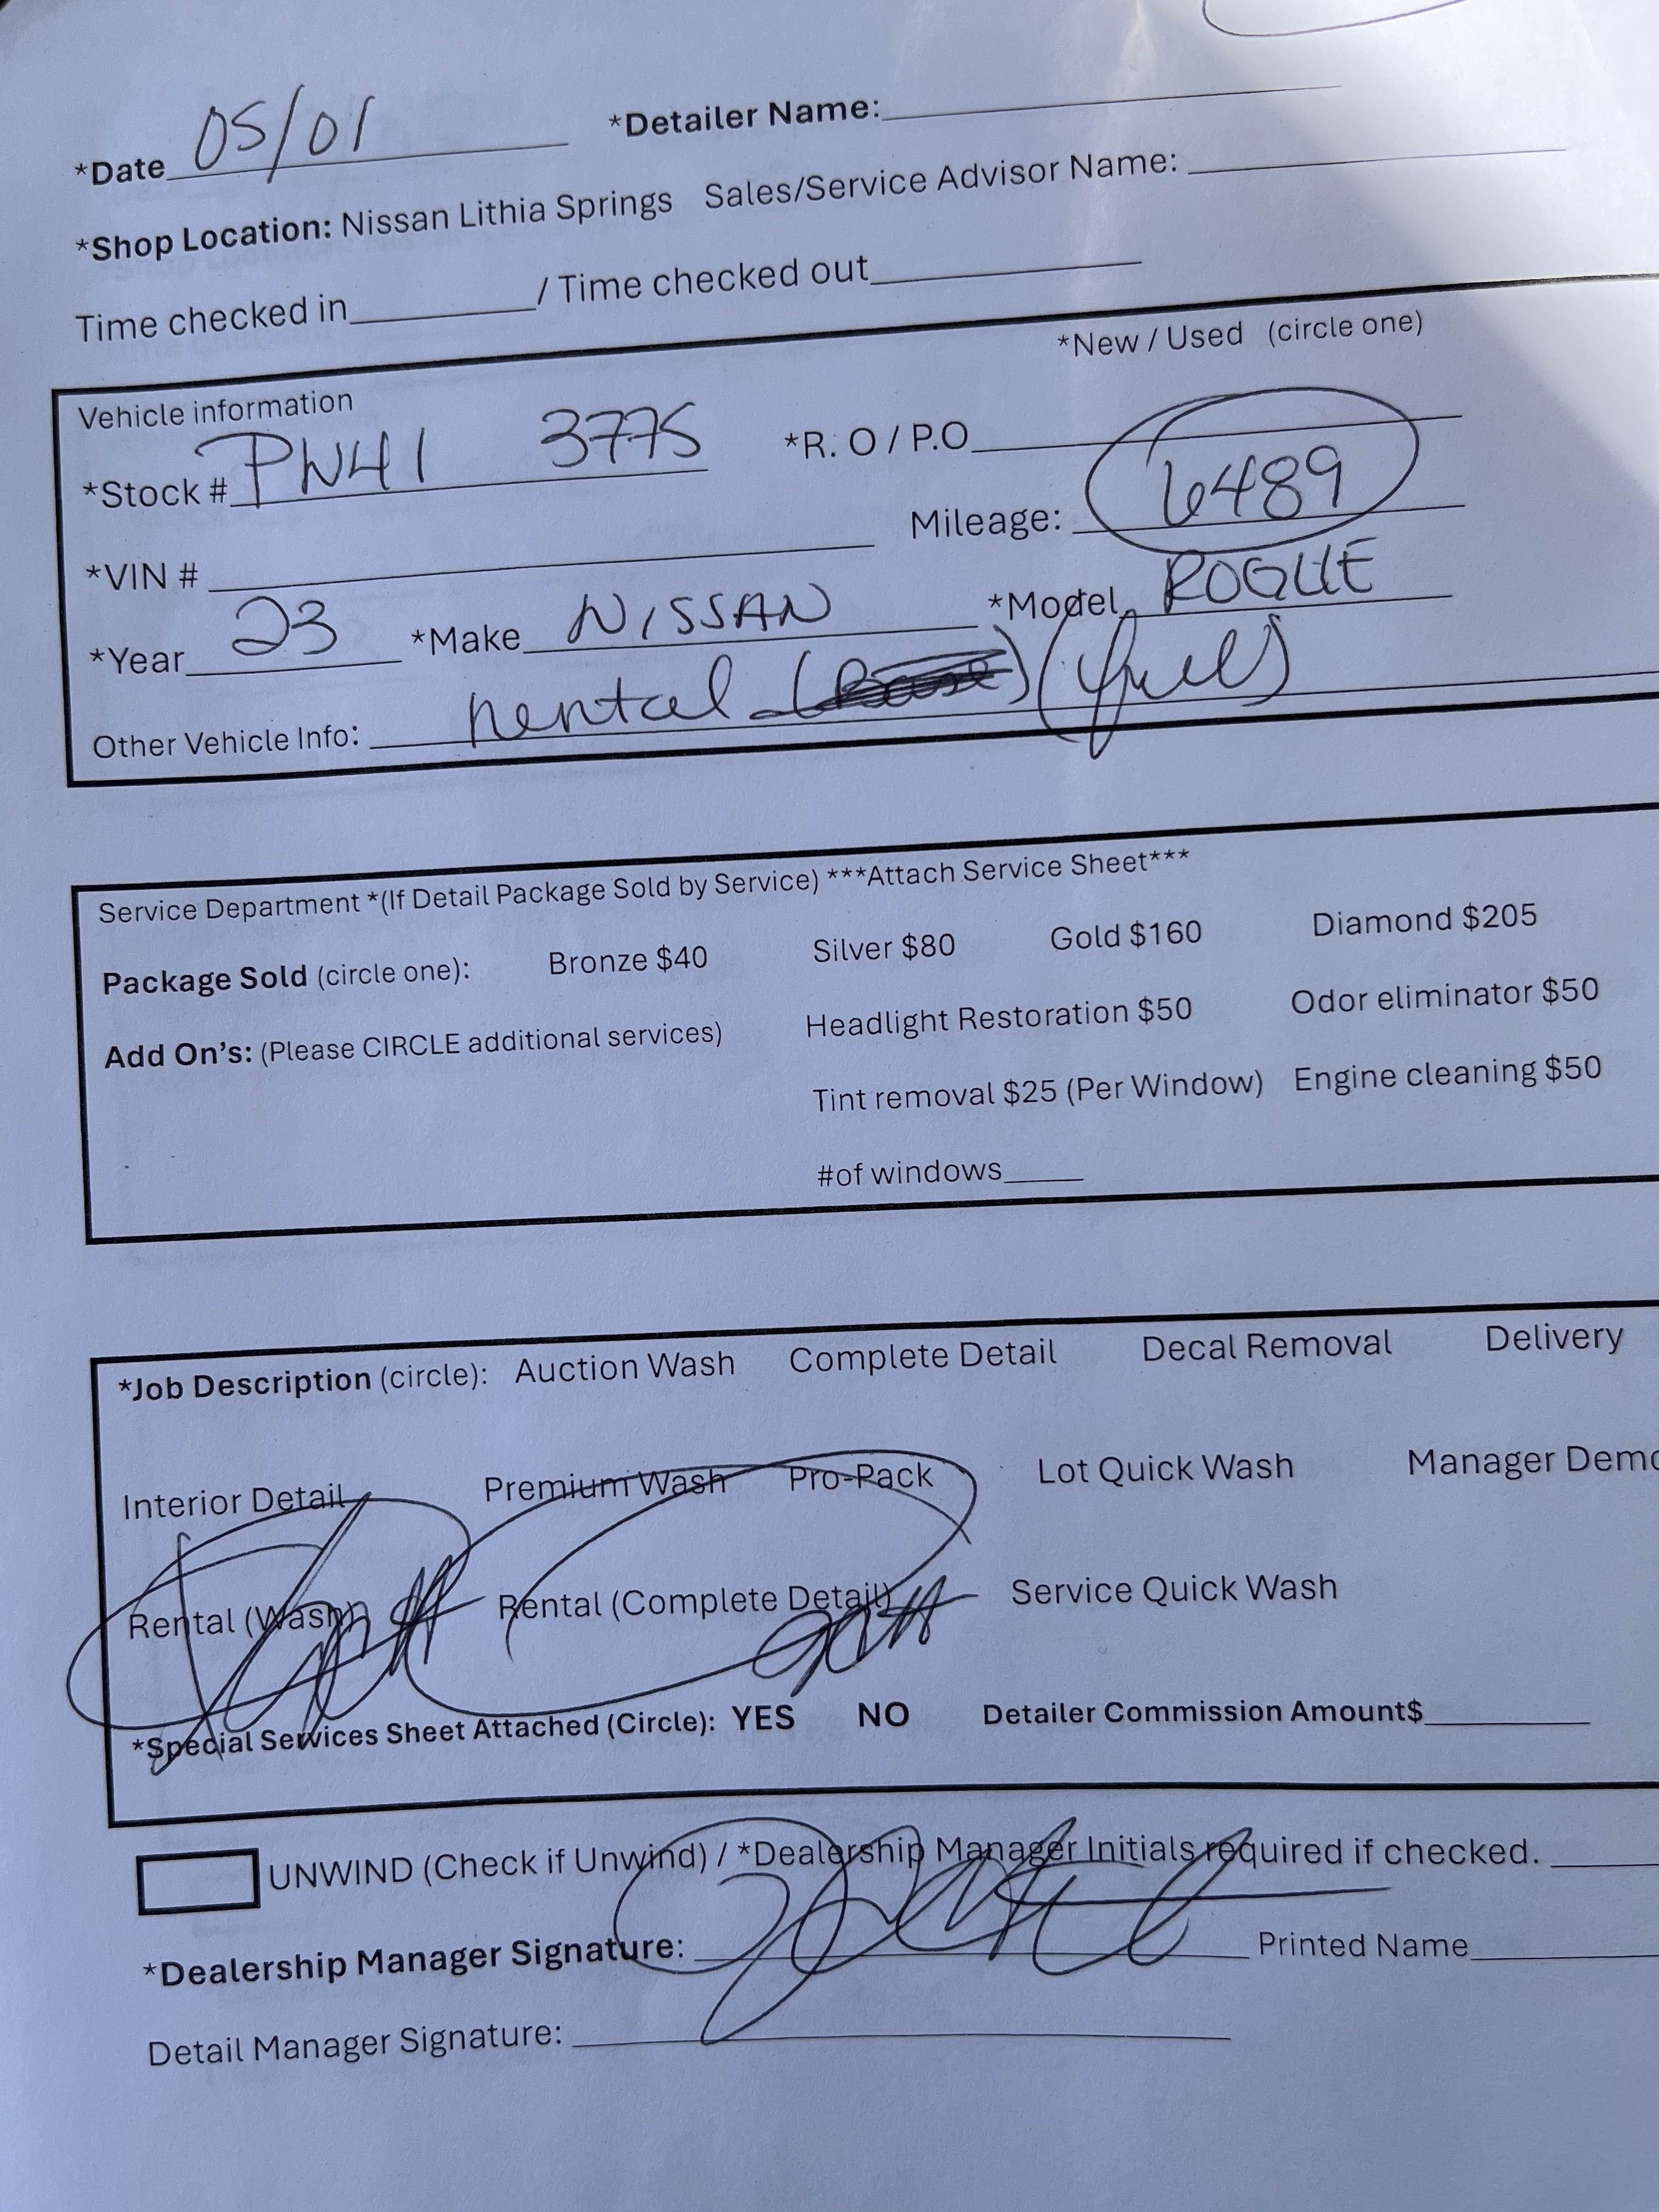 *Date 05/01 *Detailer Name:
*Shop Location: Nissan Lithia Springs Sales/Service Advisor Name:
Time checked in / Time checked out
*New / Used (circle one)
Vehicle information
*Stock # PW41 3775 *R. O / P.O
*VIN # Mileage: 6489
*Year 23 *Make NISSAN *Model ROGUE
Other Vehicle Info: rental (full)
Service Department *(If Detail Package Sold by Service) ***Attach Service Sheet***
Package Sold (circle one): Bronze $40 Silver $80 Gold $160 Diamond $205
Add On's: (Please CIRCLE additional services) Headlight Restoration $50 Odor eliminator $50
Tint removal $25 (Per Window) Engine cleaning $50
#of windows
*Job Description (circle): Auction Wash Complete Detail Decal Removal Delivery
Interior Detail Premium Wash Pro-Pack Lot Quick Wash Manager Demo
Rental (Wash) Rental (Complete Detail) Service Quick Wash
*Special Services Sheet Attached (Circle): YES NO Detailer Commission Amount$
UNWIND (Check if Unwind) / *Dealership Manager Initials required if checked.
*Dealership Manager Signature: Printed Name
Detail Manager Signature: